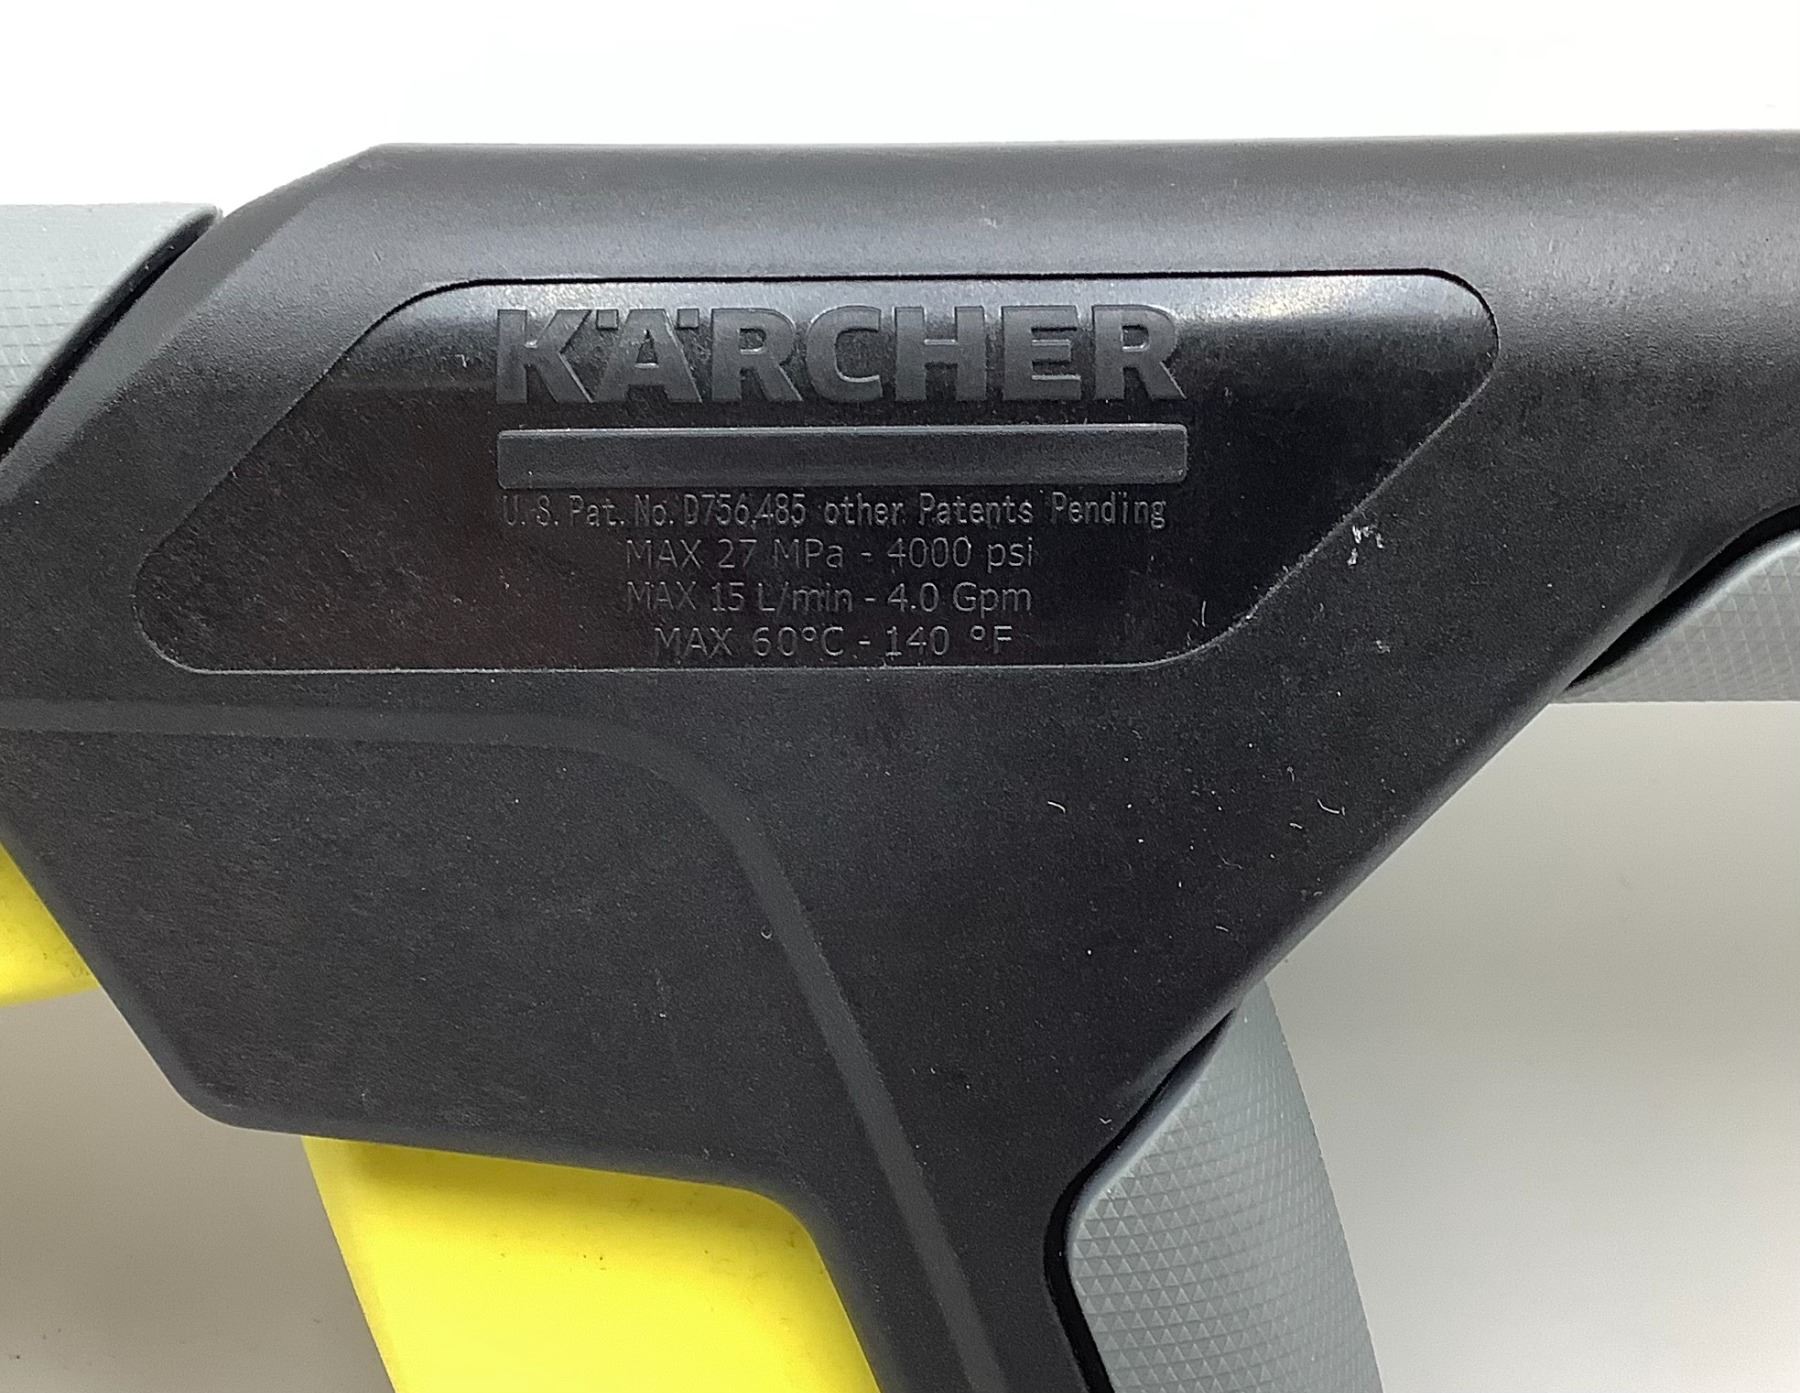 KÄRCHER
U.S. Pat. No. D756,485 other Patents Pending
MAX 27 MPa - 4000 psi
MAX 15 L/min - 4.0 Gpm
MAX 60°C - 140 °F